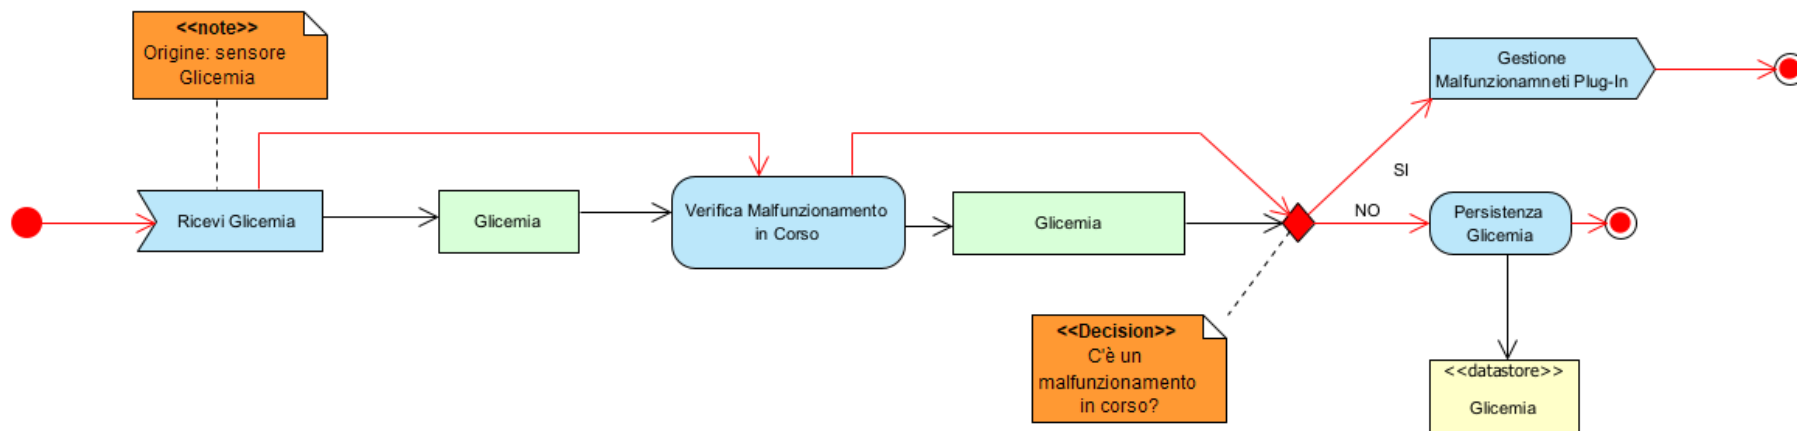 <<note>>
Origine: sensore
Glicemia
Ricevi Glicemia
Glicemia
Verifica Malfunzionamento
in Corso
Glicemia
<<Decision>>
C'è un
malfunzionamento
in corso?
SI
NO
Gestione
Malfunzionamneti Plug-In
Persistenza
Glicemia
<<datastore>>
Glicemia